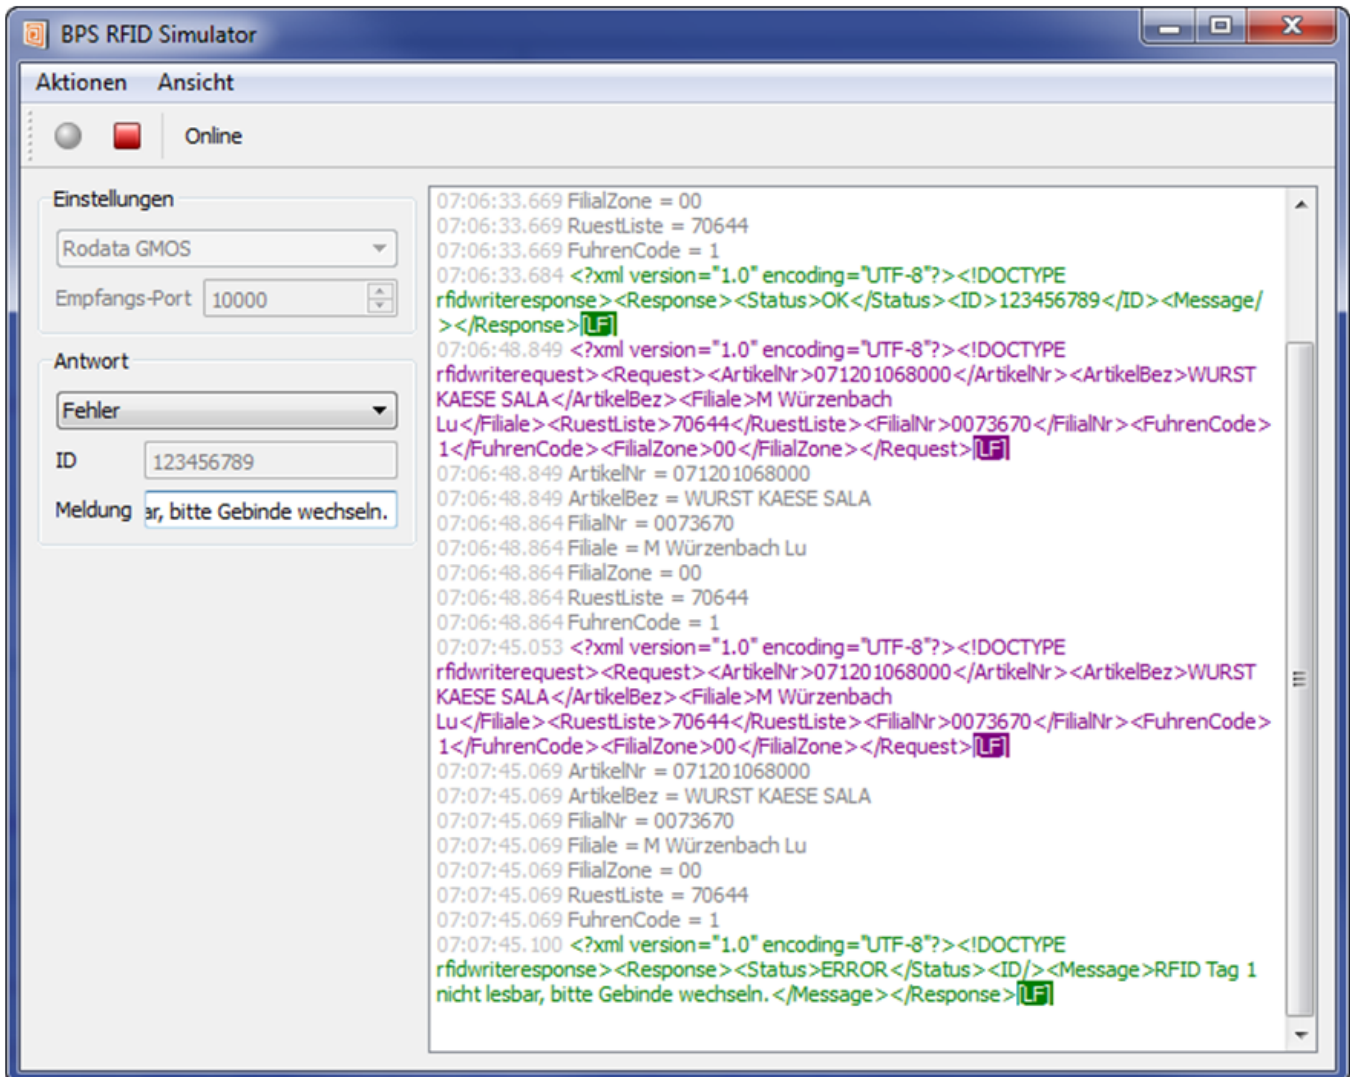 BPS RFID Simulator
Aktionen Ansicht
Online
Einstellungen
Rodata GMOS
Empfangs-Port 10000
Antwort
Fehler
ID 123456789
Meldung ar, bitte Gebinde wechseln.
07:06:33.669 FilialZone = 00
07:06:33.669 RuestListe = 70644
07:06:33.669 FuhrenCode = 1
07:06:33.684 <?xml version="1.0" encoding="UTF-8"?><!DOCTYPE
rfidwriteresponse><Response><Status>OK</Status><ID>123456789</ID><Message/
></Response>[LF]
07:06:48.849 <?xml version="1.0" encoding="UTF-8"?><!DOCTYPE
rfidwriterequest><Request><ArtikelNr>071201068000</ArtikelNr><ArtikelBez>WURST
KAESE SALA</ArtikelBez><Filiale>M Würzenbach
Lu</Filiale><RuestListe>70644</RuestListe><FilialNr>0073670</FilialNr><FuhrenCode>
1</FuhrenCode><FilialZone>00</FilialZone></Request>[LF]
07:06:48.849 ArtikelNr = 071201068000
07:06:48.849 ArtikelBez = WURST KAESE SALA
07:06:48.864 FilialNr = 0073670
07:06:48.864 Filiale = M Würzenbach Lu
07:06:48.864 FilialZone = 00
07:06:48.864 RuestListe = 70644
07:06:48.864 FuhrenCode = 1
07:07:45.053 <?xml version="1.0" encoding="UTF-8"?><!DOCTYPE
rfidwriterequest><Request><ArtikelNr>071201068000</ArtikelNr><ArtikelBez>WURST
KAESE SALA</ArtikelBez><Filiale>M Würzenbach
Lu</Filiale><RuestListe>70644</RuestListe><FilialNr>0073670</FilialNr><FuhrenCode>
1</FuhrenCode><FilialZone>00</FilialZone></Request>[LF]
07:07:45.069 ArtikelNr = 071201068000
07:07:45.069 ArtikelBez = WURST KAESE SALA
07:07:45.069 FilialNr = 0073670
07:07:45.069 Filiale = M Würzenbach Lu
07:07:45.069 FilialZone = 00
07:07:45.069 RuestListe = 70644
07:07:45.069 FuhrenCode = 1
07:07:45.100 <?xml version="1.0" encoding="UTF-8"?><!DOCTYPE
rfidwriteresponse><Response><Status>ERROR</Status><ID/><Message>RFID Tag 1
nicht lesbar, bitte Gebinde wechseln.</Message></Response>[LF]